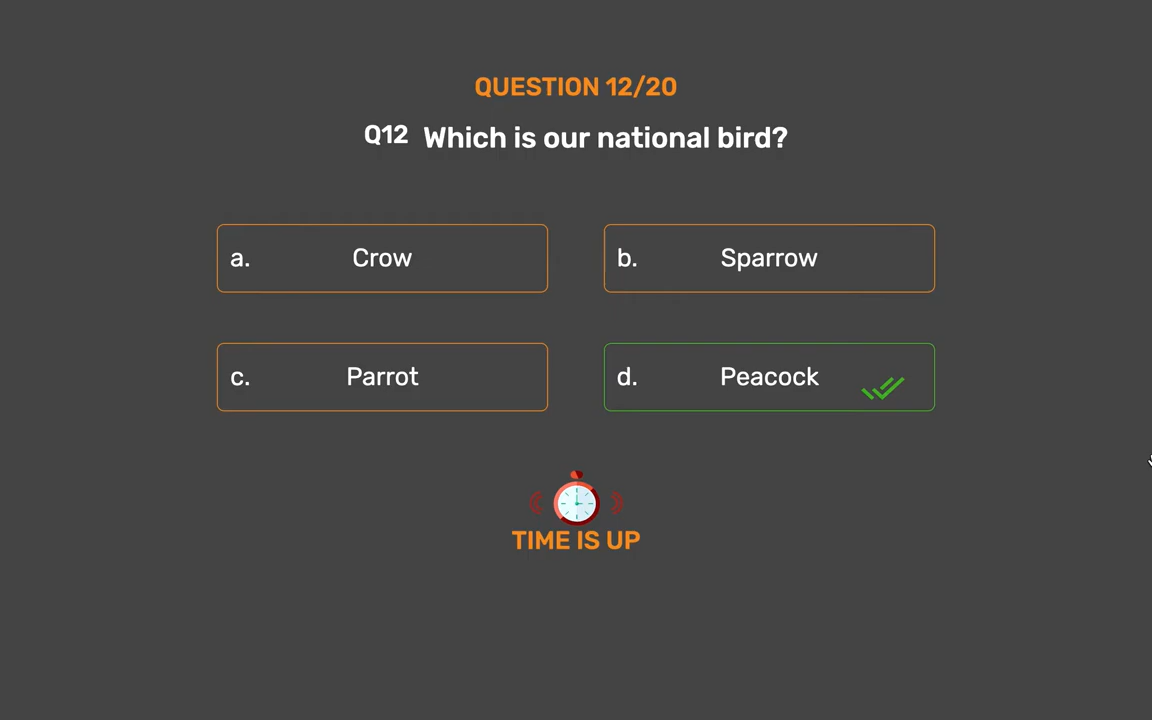 QUESTION 12/20
Q12 Which is our national bird?
a. Crow
b. Sparrow
c. Parrot
d. Peacock
TIME IS UP